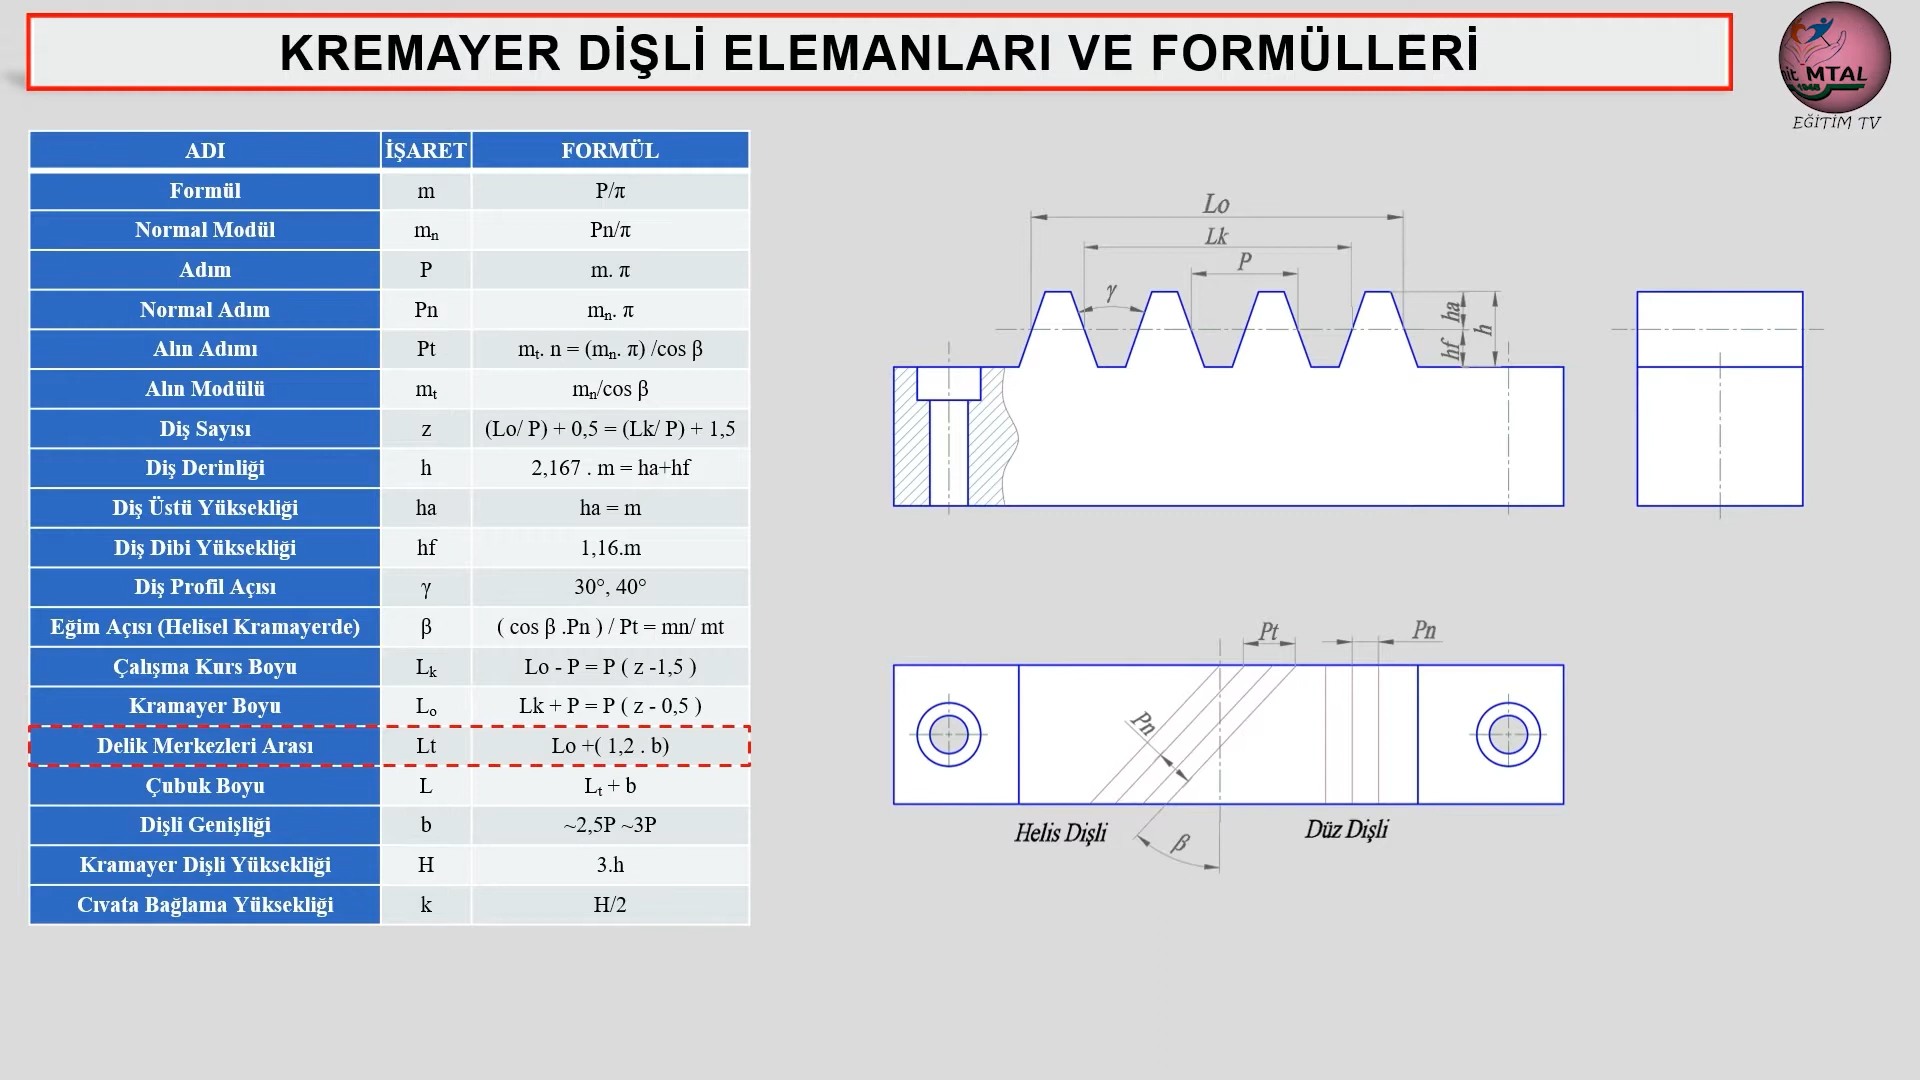 KREMAYER DİŞLİ ELEMANLARI VE FORMÜLLERİ
MTAL
1948
EĞİTİM TV
ADI İŞARET FORMÜL
Formül m P/π
Normal Modül mₙ Pn/π
Adım P m. π
Normal Adım Pn mₙ. π
Alın Adımı Pt mₜ. n = (mₙ. π) /cos β
Alın Modülü mₜ mₙ/cos β
Diş Sayısı z (Lo/ P) + 0,5 = (Lk/ P) + 1,5
Diş Derinliği h 2,167 . m = ha+hf
Diş Üstü Yüksekliği ha ha = m
Diş Dibi Yüksekliği hf 1,16.m
Diş Profil Açısı γ 30°, 40°
Eğim Açısı (Helisel Kramayerde) β ( cos β .Pn ) / Pt = mn/ mt
Çalışma Kurs Boyu Lₖ Lo - P = P ( z -1,5 )
Kramayer Boyu Lₒ Lk + P = P ( z - 0,5 )
Delik Merkezleri Arası Lt Lo +( 1,2 . b)
Çubuk Boyu L Lₜ + b
Dişli Genişliği b ~2,5P ~3P
Kramayer Dişli Yüksekliği H 3.h
Cıvata Bağlama Yüksekliği k H/2
Lo
Lk
P
γ
ha
hf
h
Pt
Pn
Pn
Helis Dişli
Düz Dişli
β